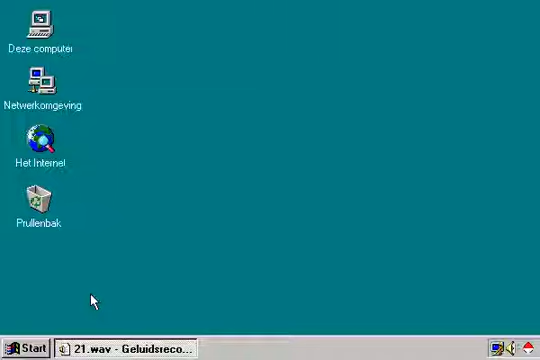 Deze computer
Netwerkomgeving
Het Internet
Prullenbak
Start
21.wav - Geluidsreco...